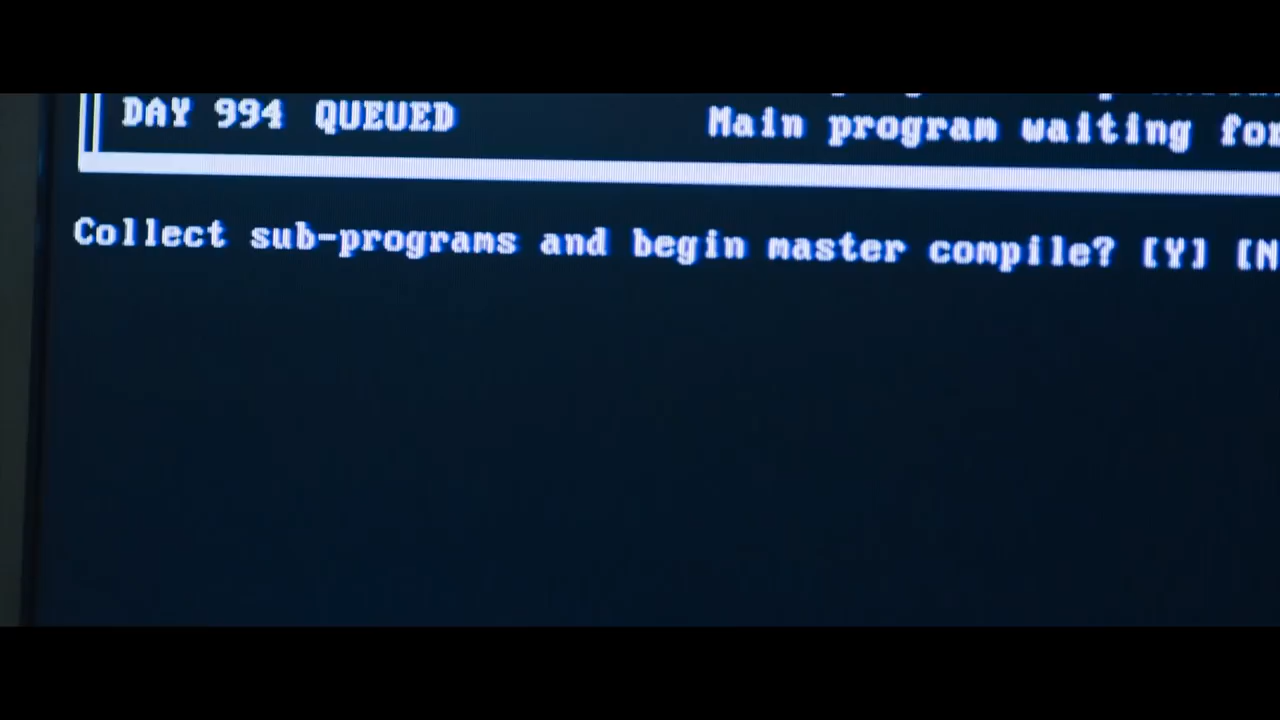 DAY 994 QUEUED Main program waiting for
Collect sub-programs and begin master compile? [Y] [N